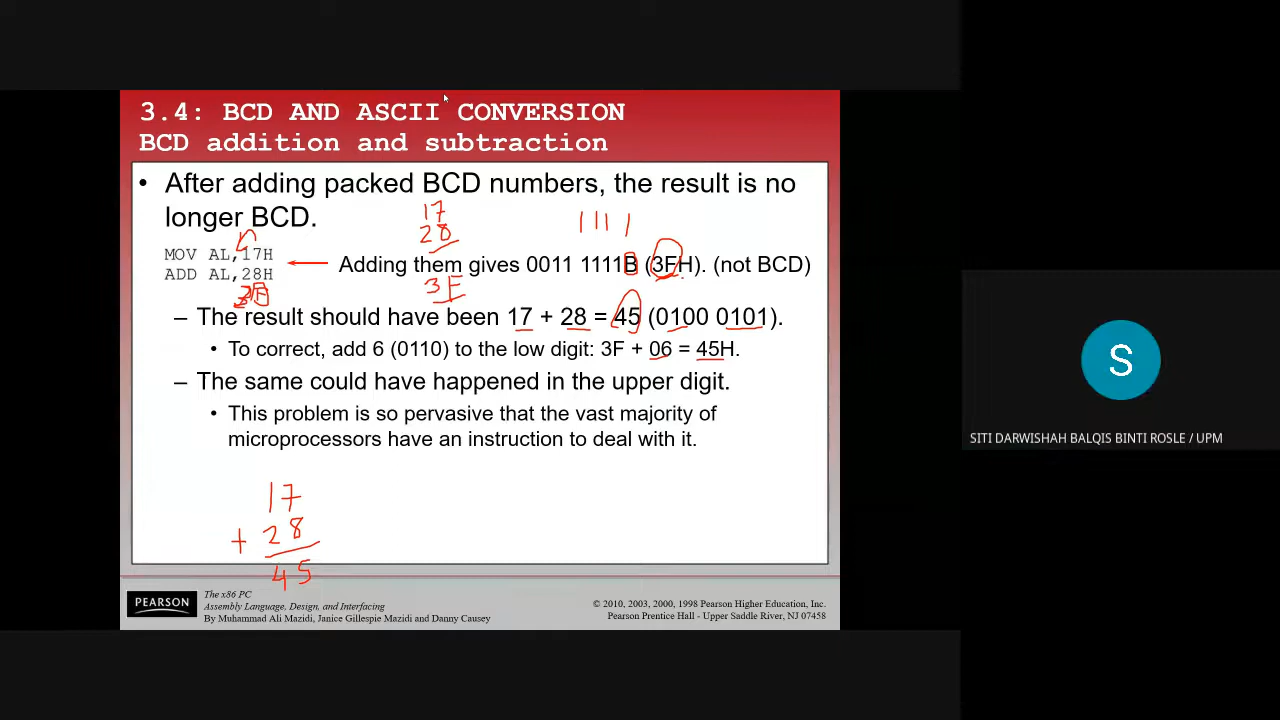 3.4: BCD AND ASCII CONVERSION
BCD addition and subtraction
• After adding packed BCD numbers, the result is no
longer BCD.
17
28
3F
1111
MOV AL,17H
ADD AL,28H
Adding them gives 0011 1111B (3FH). (not BCD)
– The result should have been 17 + 28 = 45 (0100 0101).
• To correct, add 6 (0110) to the low digit: 3F + 06 = 45H.
– The same could have happened in the upper digit.
• This problem is so pervasive that the vast majority of
microprocessors have an instruction to deal with it.
17
+ 28
45
PEARSON
The x86 PC
Assembly Language, Design, and Interfacing
By Muhammad Ali Mazidi, Janice Gillespie Mazidi and Danny Causey
© 2010, 2003, 2000, 1998 Pearson Higher Education, Inc.
Pearson Prentice Hall - Upper Saddle River, NJ 07458
S
SITI DARWISHAH BALQIS BINTI ROSLE / UPM